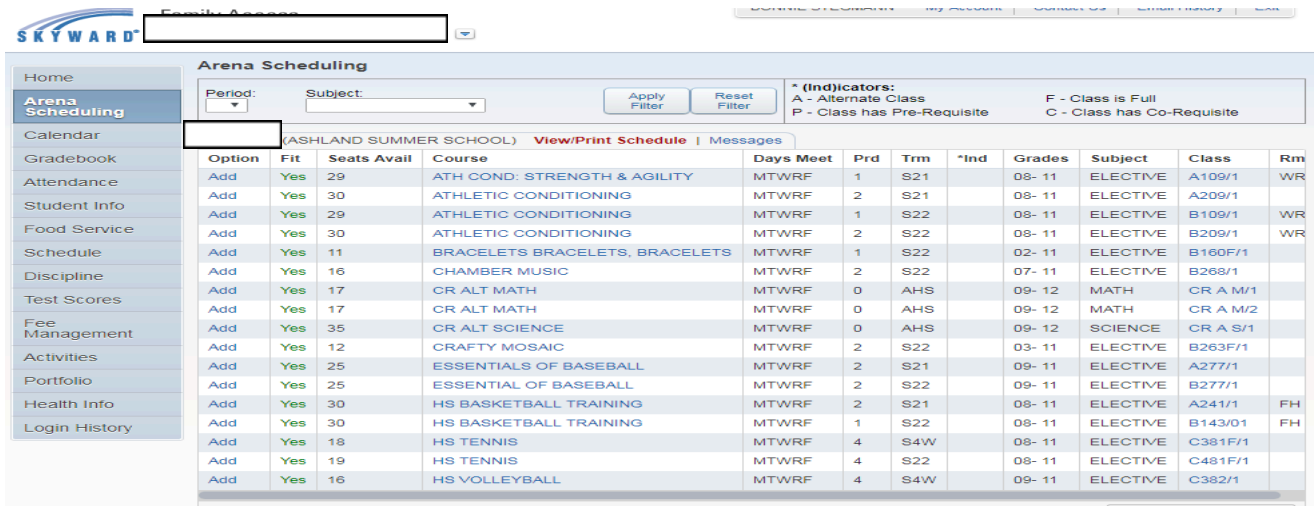 Family Access
My Account | Contact Us | Email History | Exit
SKYWARD®
Home
Arena Scheduling
Calendar
Gradebook
Attendance
Student Info
Food Service
Schedule
Discipline
Test Scores
Fee Management
Activities
Portfolio
Health Info
Login History
Arena Scheduling
Period: Subject:
Apply Filter Reset Filter
* (Ind)icators:
A - Alternate Class F - Class is Full
P - Class has Pre-Requisite C - Class has Co-Requisite
(ASHLAND SUMMER SCHOOL) View/Print Schedule | Messages
Option Fit Seats Avail Course Days Meet Prd Trm *Ind Grades Subject Class Rm
Add Yes 29 ATH COND: STRENGTH & AGILITY MTWRF 1 S21 08- 11 ELECTIVE A109/1 WR
Add Yes 30 ATHLETIC CONDITIONING MTWRF 2 S21 08- 11 ELECTIVE A209/1
Add Yes 29 ATHLETIC CONDITIONING MTWRF 1 S22 08- 11 ELECTIVE B109/1 WR
Add Yes 30 ATHLETIC CONDITIONING MTWRF 2 S22 08- 11 ELECTIVE B209/1 WR
Add Yes 11 BRACELETS BRACELETS, BRACELETS MTWRF 1 S22 02- 11 ELECTIVE B160F/1
Add Yes 16 CHAMBER MUSIC MTWRF 2 S22 07- 11 ELECTIVE B268/1
Add Yes 17 CR ALT MATH MTWRF 0 AHS 09- 12 MATH CR A M/1
Add Yes 17 CR ALT MATH MTWRF 0 AHS 09- 12 MATH CR A M/2
Add Yes 35 CR ALT SCIENCE MTWRF 0 AHS 09- 12 SCIENCE CR A S/1
Add Yes 12 CRAFTY MOSAIC MTWRF 2 S22 03- 11 ELECTIVE B263F/1
Add Yes 25 ESSENTIALS OF BASEBALL MTWRF 2 S21 09- 11 ELECTIVE A277/1
Add Yes 25 ESSENTIAL OF BASEBALL MTWRF 2 S22 09- 11 ELECTIVE B277/1
Add Yes 30 HS BASKETBALL TRAINING MTWRF 2 S21 08- 11 ELECTIVE A241/1 FH
Add Yes 30 HS BASKETBALL TRAINING MTWRF 1 S22 08- 11 ELECTIVE B143/01 FH
Add Yes 18 HS TENNIS MTWRF 4 S4W 08- 11 ELECTIVE C381F/1
Add Yes 19 HS TENNIS MTWRF 4 S22 08- 11 ELECTIVE C481F/1
Add Yes 16 HS VOLLEYBALL MTWRF 4 S4W 09- 11 ELECTIVE C382/1